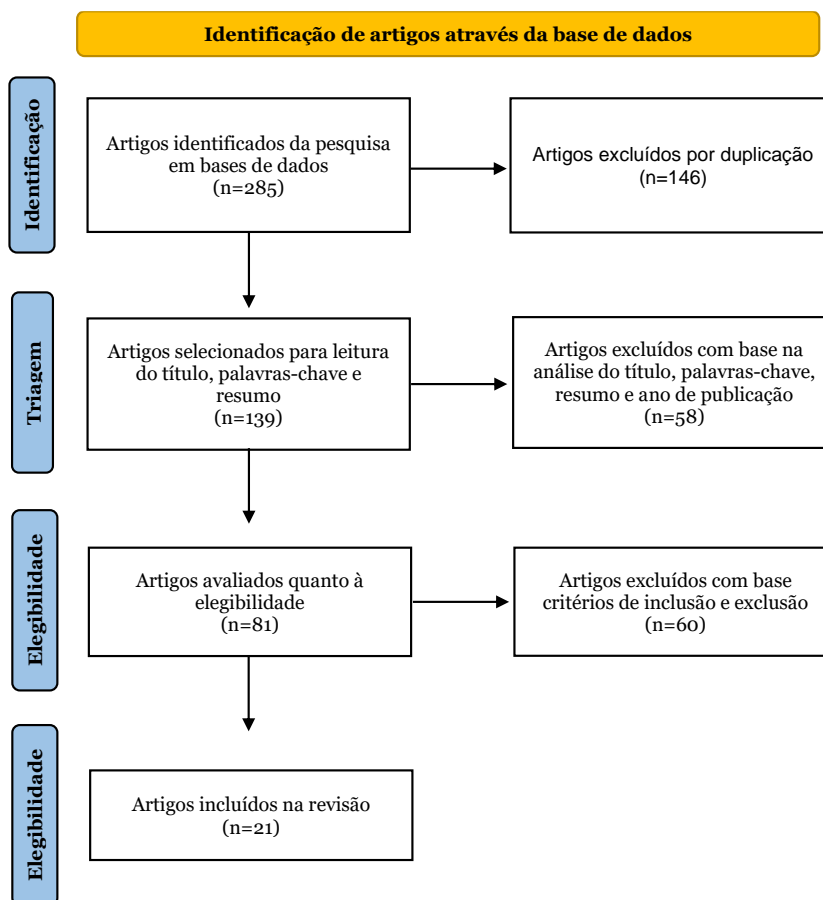 Identificação de artigos através da base de dados
Identificação
Artigos identificados da pesquisa
em bases de dados
(n=285)
Artigos excluídos por duplicação
(n=146)
Triagem
Artigos selecionados para leitura
do título, palavras-chave e
resumo
(n=139)
Artigos excluídos com base na
análise do título, palavras-chave,
resumo e ano de publicação
(n=58)
Elegibilidade
Artigos avaliados quanto à
elegibilidade
(n=81)
Artigos excluídos com base
critérios de inclusão e exclusão
(n=60)
Elegibilidade
Artigos incluídos na revisão
(n=21)